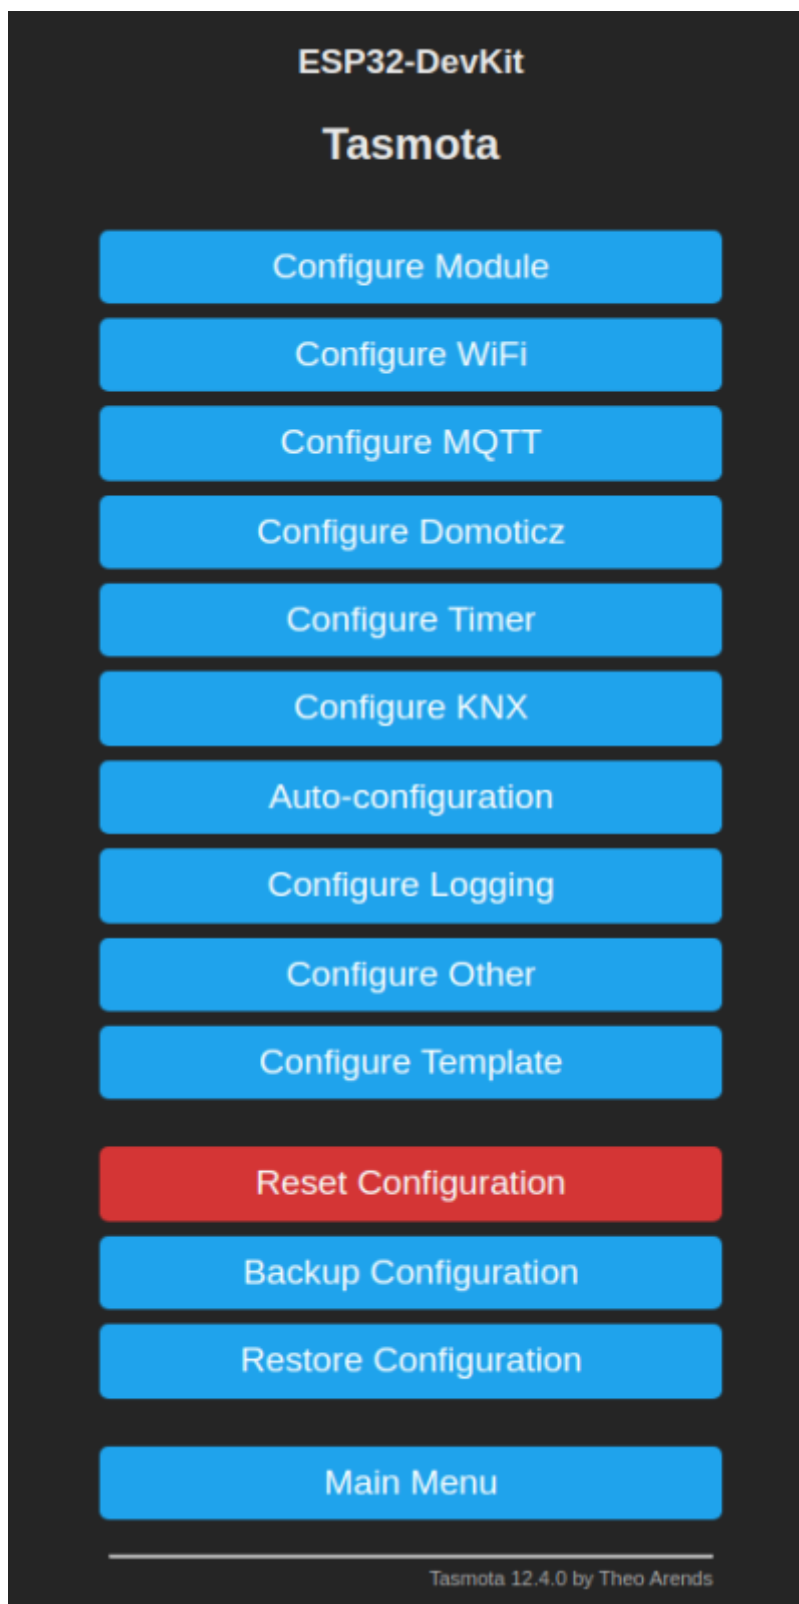 ESP32-DevKit
Tasmota
Configure Module
Configure WiFi
Configure MQTT
Configure Domoticz
Configure Timer
Configure KNX
Auto-configuration
Configure Logging
Configure Other
Configure Template
Reset Configuration
Backup Configuration
Restore Configuration
Main Menu
Tasmota 12.4.0 by Theo Arends